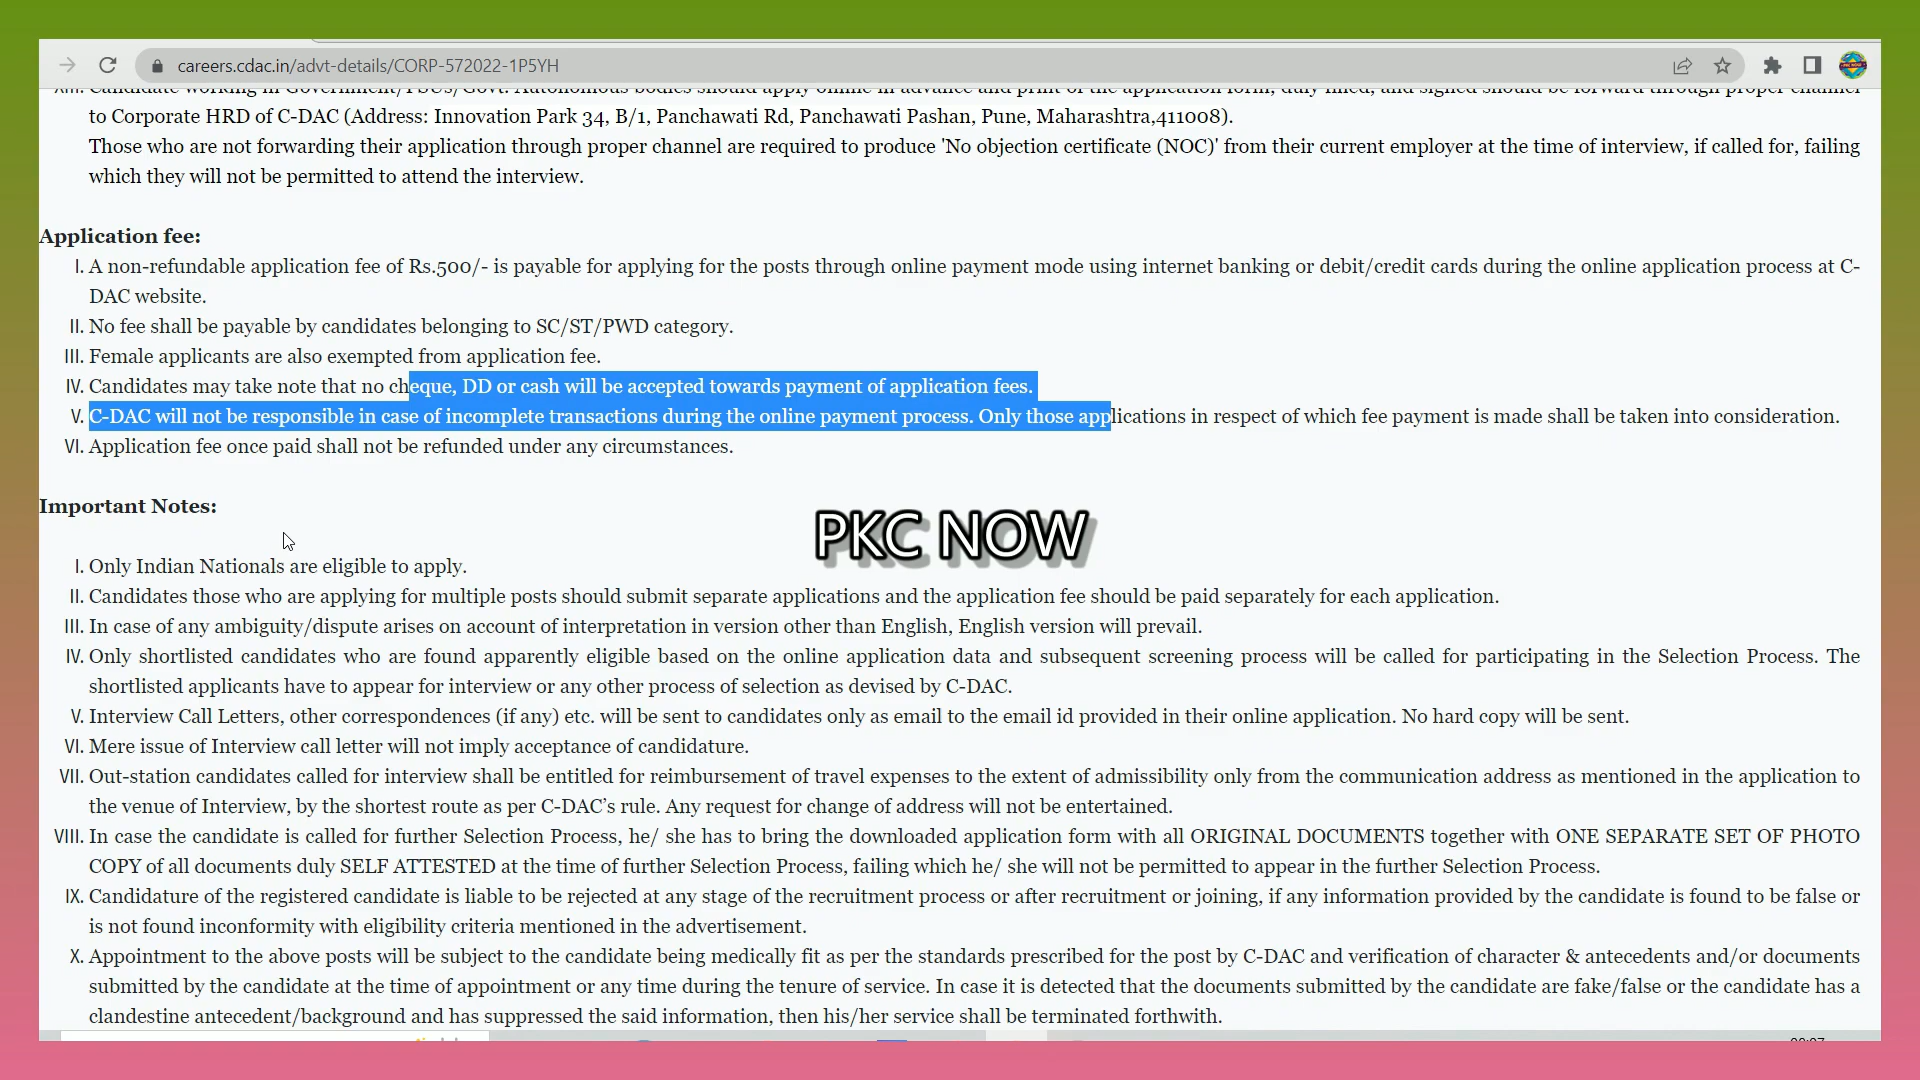 careers.cdac.in/advt-details/CORP-572022-1P5YH
XIII. Candidate working in Government/PSUs/Govt. Autonomous bodies should apply online in advance and print of the application form, duly filled, and signed should be forward through proper channel
to Corporate HRD of C-DAC (Address: Innovation Park 34, B/1, Panchawati Rd, Panchawati Pashan, Pune, Maharashtra,411008).
Those who are not forwarding their application through proper channel are required to produce 'No objection certificate (NOC)' from their current employer at the time of interview, if called for, failing
which they will not be permitted to attend the interview.
Application fee:
I. A non-refundable application fee of Rs.500/- is payable for applying for the posts through online payment mode using internet banking or debit/credit cards during the online application process at C-
DAC website.
II. No fee shall be payable by candidates belonging to SC/ST/PWD category.
III. Female applicants are also exempted from application fee.
IV. Candidates may take note that no cheque, DD or cash will be accepted towards payment of application fees.
V. C-DAC will not be responsible in case of incomplete transactions during the online payment process. Only those applications in respect of which fee payment is made shall be taken into consideration.
VI. Application fee once paid shall not be refunded under any circumstances.
Important Notes:
PKC NOW
I. Only Indian Nationals are eligible to apply.
II. Candidates those who are applying for multiple posts should submit separate applications and the application fee should be paid separately for each application.
III. In case of any ambiguity/dispute arises on account of interpretation in version other than English, English version will prevail.
IV. Only shortlisted candidates who are found apparently eligible based on the online application data and subsequent screening process will be called for participating in the Selection Process. The
shortlisted applicants have to appear for interview or any other process of selection as devised by C-DAC.
V. Interview Call Letters, other correspondences (if any) etc. will be sent to candidates only as email to the email id provided in their online application. No hard copy will be sent.
VI. Mere issue of Interview call letter will not imply acceptance of candidature.
VII. Out-station candidates called for interview shall be entitled for reimbursement of travel expenses to the extent of admissibility only from the communication address as mentioned in the application to
the venue of Interview, by the shortest route as per C-DAC’s rule. Any request for change of address will not be entertained.
VIII. In case the candidate is called for further Selection Process, he/ she has to bring the downloaded application form with all ORIGINAL DOCUMENTS together with ONE SEPARATE SET OF PHOTO
COPY of all documents duly SELF ATTESTED at the time of further Selection Process, failing which he/ she will not be permitted to appear in the further Selection Process.
IX. Candidature of the registered candidate is liable to be rejected at any stage of the recruitment process or after recruitment or joining, if any information provided by the candidate is found to be false or
is not found inconformity with eligibility criteria mentioned in the advertisement.
X. Appointment to the above posts will be subject to the candidate being medically fit as per the standards prescribed for the post by C-DAC and verification of character & antecedents and/or documents
submitted by the candidate at the time of appointment or any time during the tenure of service. In case it is detected that the documents submitted by the candidate are fake/false or the candidate has a
clandestine antecedent/background and has suppressed the said information, then his/her service shall be terminated forthwith.